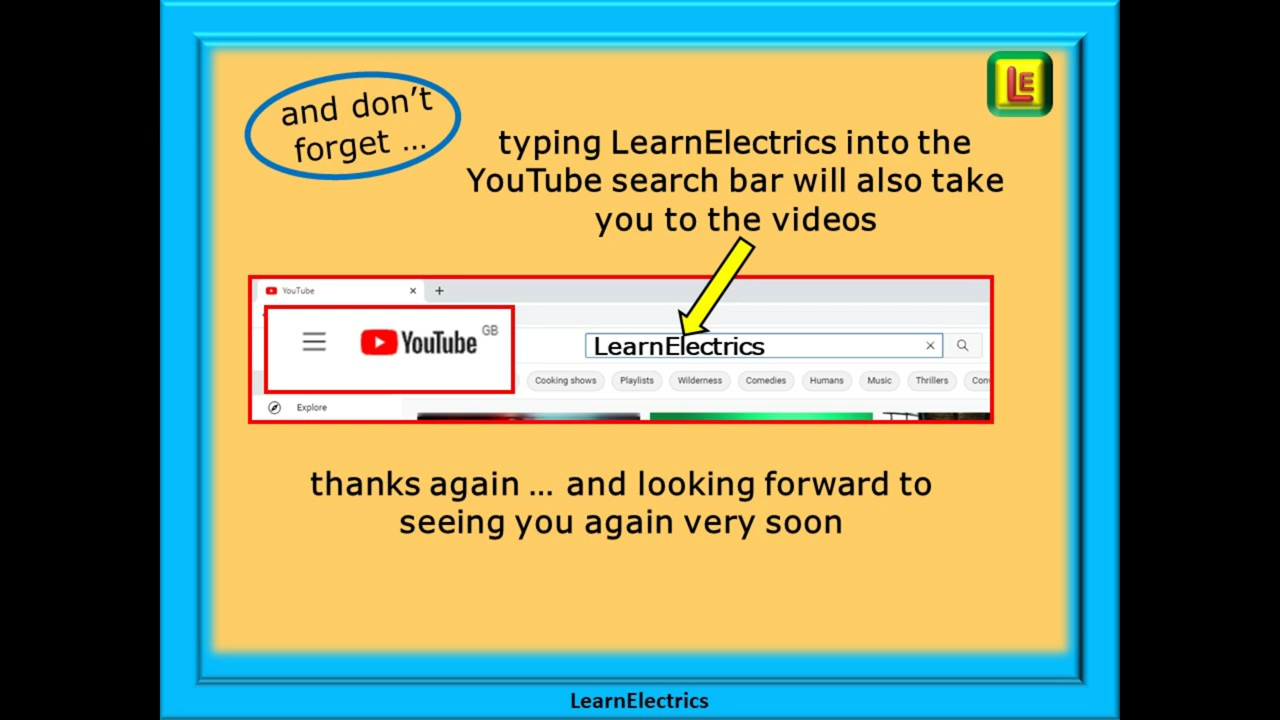 and don't
forget ...
LE
typing LearnElectrics into the
YouTube search bar will also take
you to the videos
YouTube
YouTube GB
LearnElectrics
Cooking shows Playlists Wilderness Comedies Humans Music Thrillers Con
Explore
thanks again ... and looking forward to
seeing you again very soon
LearnElectrics